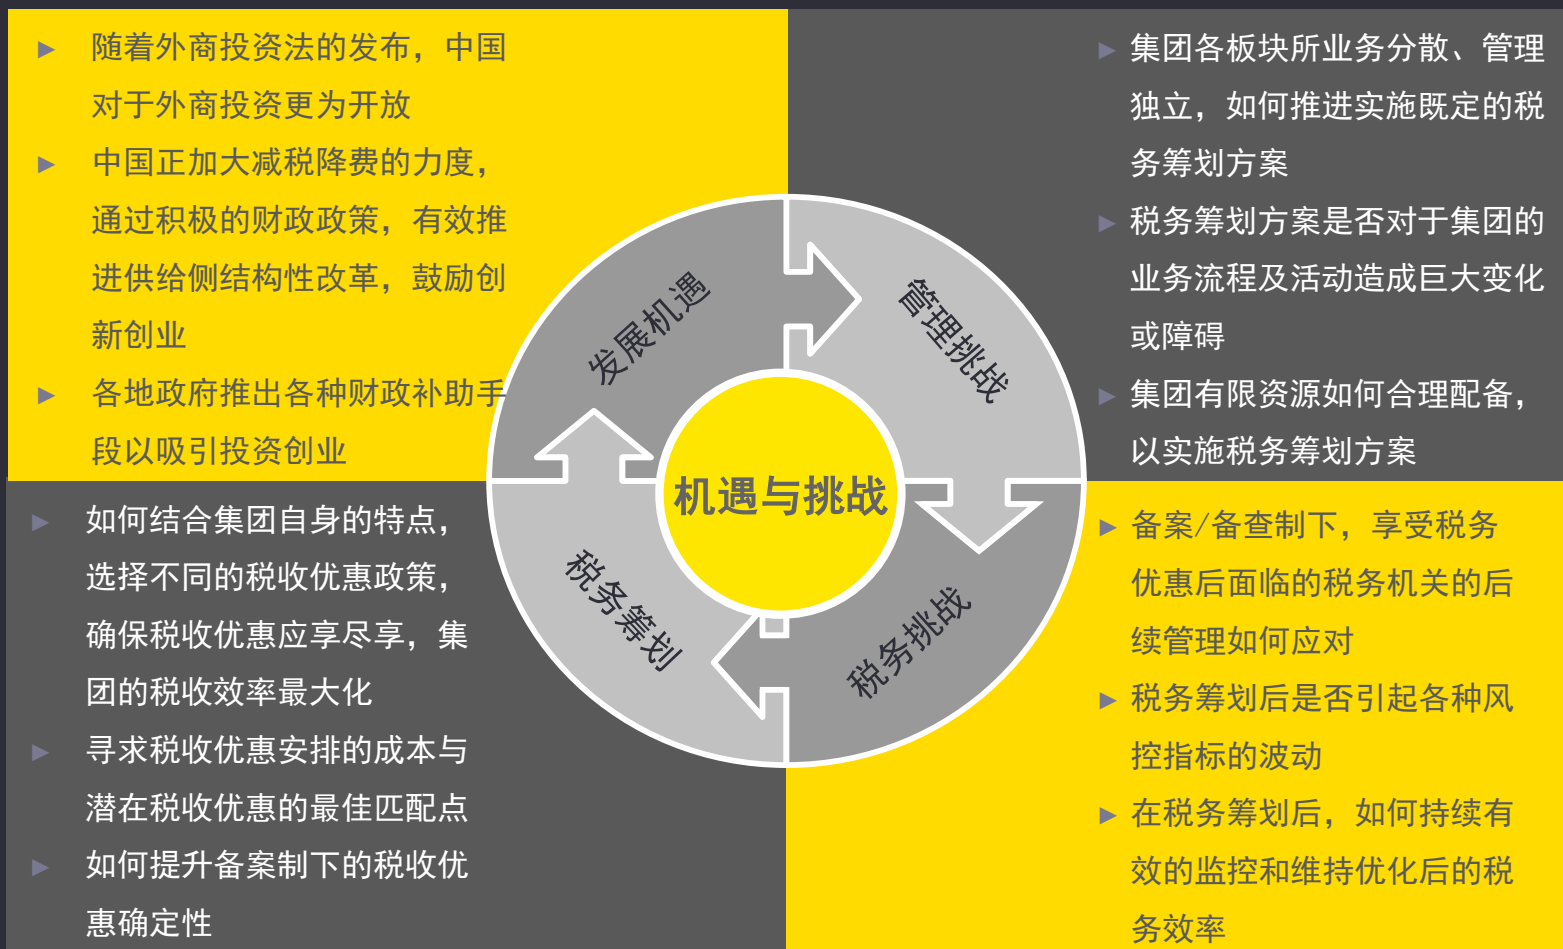 随着外商投资法的发布，中国
对于外商投资更为开放
中国正加大减税降费的力度，
通过积极的财政政策，有效推
进供给侧结构性改革，鼓励创
新创业
各地政府推出各种财政补助手
段以吸引投资创业
集团各板块所业务分散、管理
独立，如何推进实施既定的税
务筹划方案
税务筹划方案是否对于集团的
业务流程及活动造成巨大变化
或障碍
集团有限资源如何合理配备，
以实施税务筹划方案
发展机遇
管理挑战
机遇与挑战
税务筹划
税务挑战
如何结合集团自身的特点，
选择不同的税收优惠政策，
确保税收优惠应享尽享，集
团的税收效率最大化
寻求税收优惠安排的成本与
潜在税收优惠的最佳匹配点
如何提升备案制下的税收优
惠确定性
备案/备查制下，享受税务
优惠后面临的税务机关的后
续管理如何应对
税务筹划后是否引起各种风
控指标的波动
在税务筹划后，如何持续有
效的监控和维持优化后的税
务效率